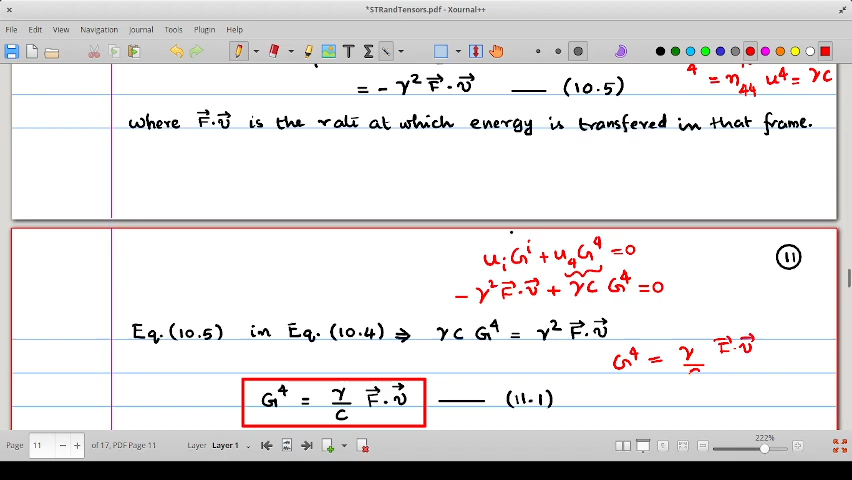 *STRandTensors.pdf - Xournal++
File Edit View Navigation Journal Tools Plugin Help
= - γ² F⃗·v⃗ —— (10.5)
4 = η₄₄ u⁴ = γc
where F⃗·v⃗ is the rate at which energy is transfered in that frame.
uᵢGⁱ + u₄G⁴ = 0
11
- γ² F⃗·v⃗ + γc G⁴ = 0
Eq.(10.5) in Eq.(10.4) ⇒ γc G⁴ = γ² F⃗·v⃗
G⁴ = γ/c F⃗·v⃗
G⁴ = γ/c F⃗·v⃗ —— (11.1)
Page 11 of 17, PDF Page 11 Layer Layer 1 222%